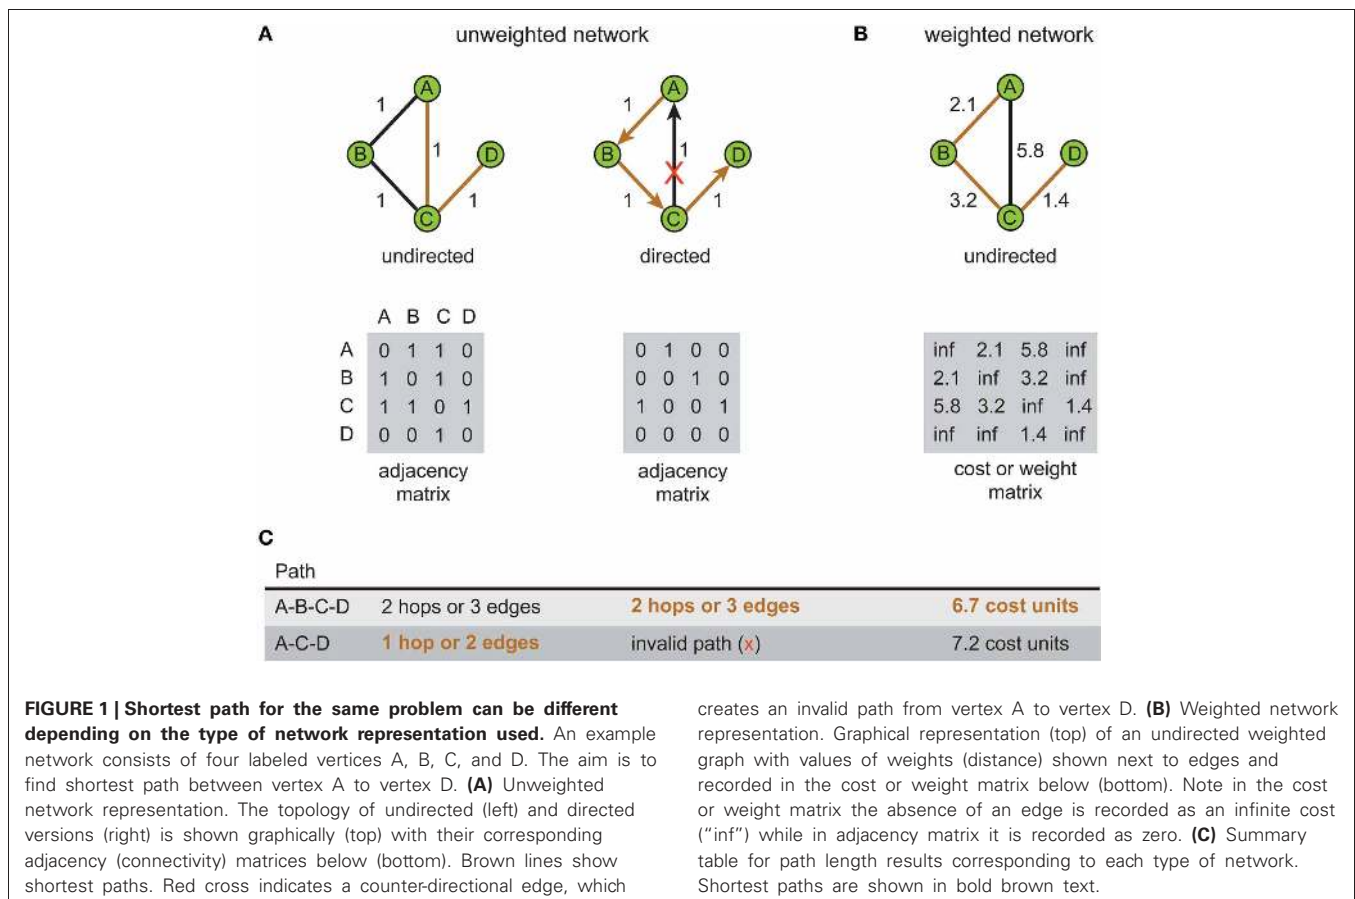 A unweighted network B weighted network
A A A
1 1 2.1
B 1 D B 1 D B 5.8 D
1 1 1 1 3.2 1.4
C C C
undirected directed undirected
A B C D
A 0 1 1 0 0 1 0 0 inf 2.1 5.8 inf
B 1 0 1 0 0 0 1 0 2.1 inf 3.2 inf
C 1 1 0 1 1 0 0 1 5.8 3.2 inf 1.4
D 0 0 1 0 0 0 0 0 inf inf 1.4 inf
adjacency adjacency cost or weight
matrix matrix matrix
C
Path
A-B-C-D 2 hops or 3 edges 2 hops or 3 edges 6.7 cost units
A-C-D 1 hop or 2 edges invalid path (x) 7.2 cost units
FIGURE 1 | Shortest path for the same problem can be different
depending on the type of network representation used. An example
network consists of four labeled vertices A, B, C, and D. The aim is to
find shortest path between vertex A to vertex D. (A) Unweighted
network representation. The topology of undirected (left) and directed
versions (right) is shown graphically (top) with their corresponding
adjacency (connectivity) matrices below (bottom). Brown lines show
shortest paths. Red cross indicates a counter-directional edge, which
creates an invalid path from vertex A to vertex D. (B) Weighted network
representation. Graphical representation (top) of an undirected weighted
graph with values of weights (distance) shown next to edges and
recorded in the cost or weight matrix below (bottom). Note in the cost
or weight matrix the absence of an edge is recorded as an infinite cost
(“inf”) while in adjacency matrix it is recorded as zero. (C) Summary
table for path length results corresponding to each type of network.
Shortest paths are shown in bold brown text.